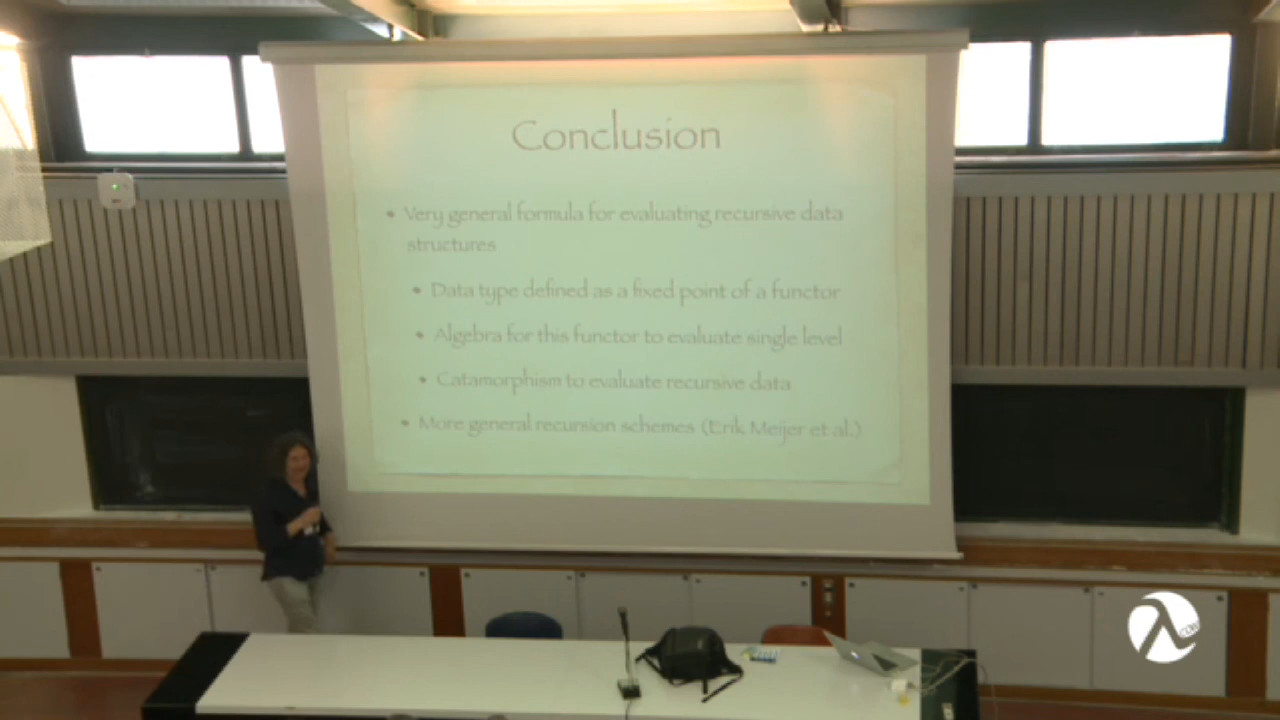 Conclusion
• Very general formula for evaluating recursive data
structures
• Data type defined as a fixed point of a functor
• Algebra for this functor to evaluate single level
• Catamorphism to evaluate recursive data
• More general recursion schemes (Erik Meijer et al.)
λ.COM